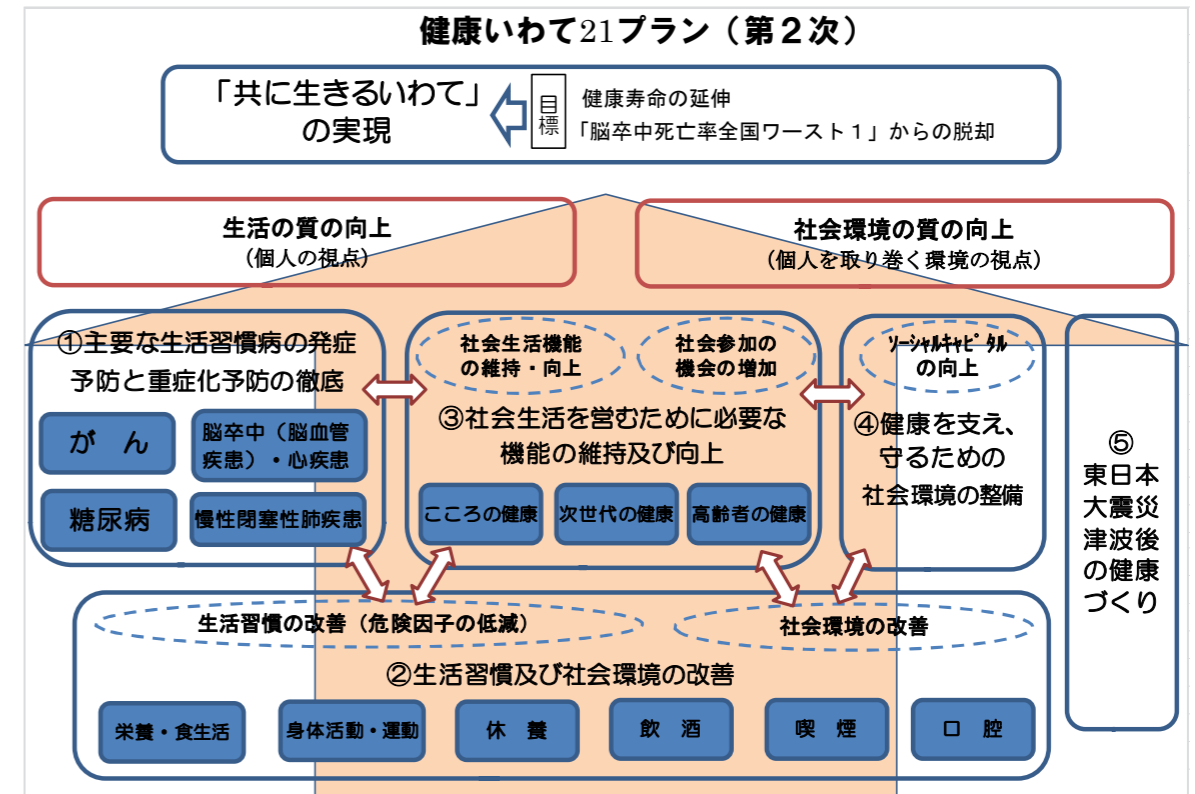 健康いわて21プラン（第２次）
「共に生きるいわて」
の実現
目標
健康寿命の延伸
「脳卒中死亡率全国ワースト１」からの脱却
生活の質の向上
（個人の視点）
社会環境の質の向上
（個人を取り巻く環境の視点）
①主要な生活習慣病の発症
予防と重症化予防の徹底
がん
脳卒中（脳血管
疾患）・心疾患
糖尿病
慢性閉塞性肺疾患
社会生活機能
の維持・向上
社会参加の
機会の増加
③社会生活を営むために必要な
機能の維持及び向上
こころの健康
次世代の健康
高齢者の健康
ｿｰｼｬﾙｷｬﾋﾟﾀﾙ
の向上
④健康を支え、
守るための
社会環境の整備
⑤
東日本
大震災
津波後
の健康
づくり
生活習慣の改善（危険因子の低減）
社会環境の改善
②生活習慣及び社会環境の改善
栄養・食生活
身体活動・運動
休　養
飲　酒
喫　煙
口　腔